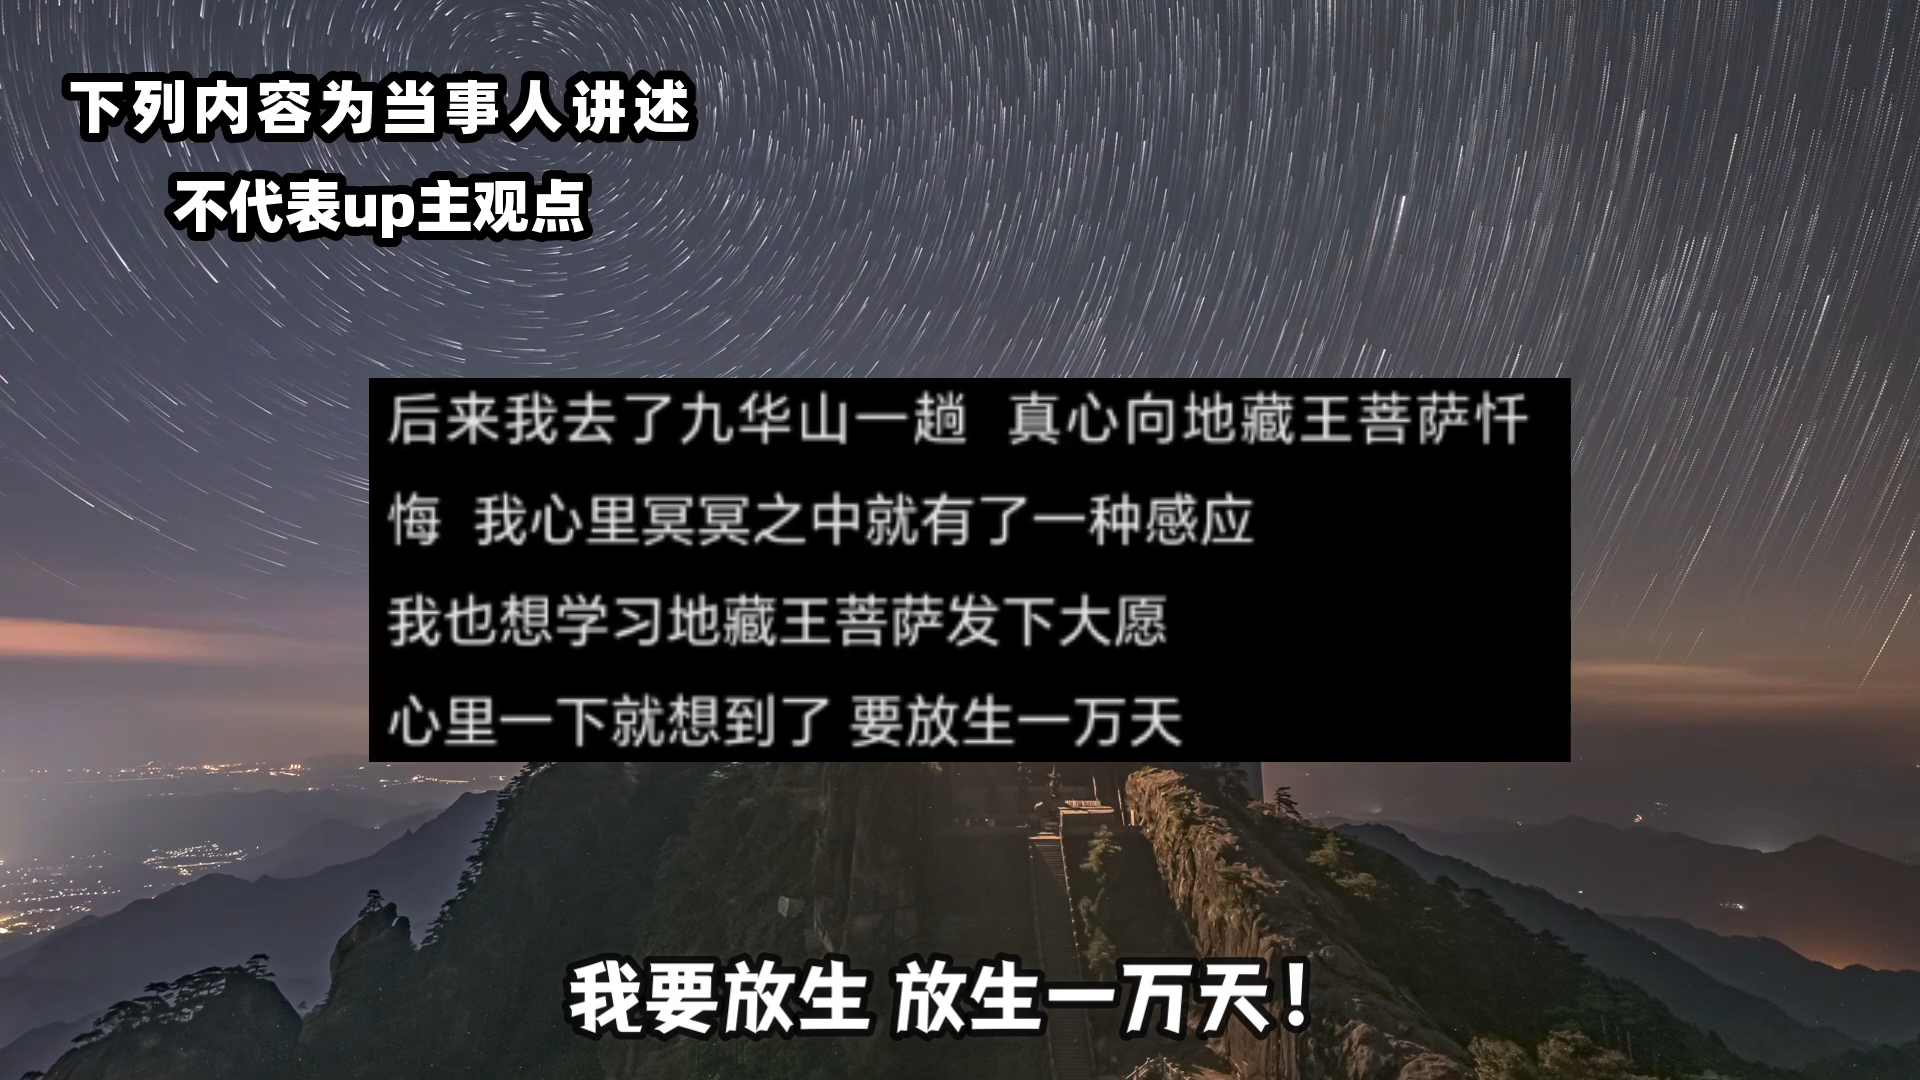 下列内容为当事人讲述
不代表up主观点
后来我去了九华山一趟 真心向地藏王菩萨忏
悔 我心里冥冥之中就有了一种感应
我也想学习地藏王菩萨发下大愿
心里一下就想到了 要放生一万天
我要放生 放生一万天！